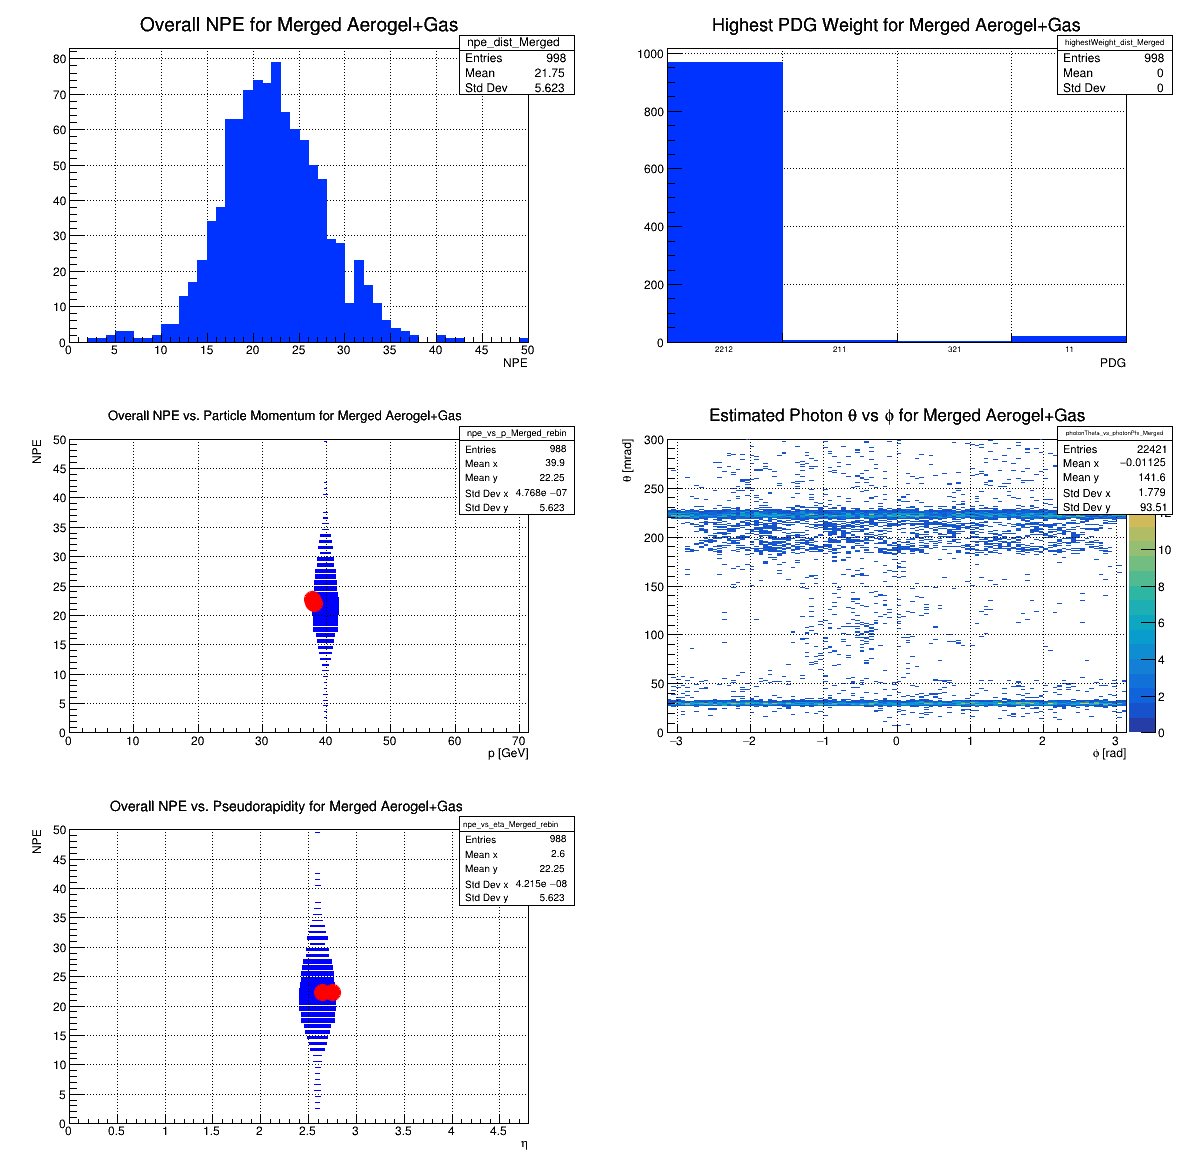 Overall NPE for Merged Aerogel+Gas
npe_dist_Merged
Entries 998
Mean 21.75
Std Dev 5.623
80
70
60
50
40
30
20
10
0
0 5 10 15 20 25 30 35 40 45 50
NPE
Highest PDG Weight for Merged Aerogel+Gas
highestWeight_dist_Merged
Entries 998
Mean 0
Std Dev 0
1000
800
600
400
200
0
2212 211 321 11
PDG
Overall NPE vs. Particle Momentum for Merged Aerogel+Gas
npe_vs_p_Merged_rebin
Entries 988
Mean x 39.9
Mean y 22.25
Std Dev x 4.768e −07
Std Dev y 5.623
NPE
50
45
40
35
30
25
20
15
10
5
0
0 10 20 30 40 50 60 70
p [GeV]
Estimated Photon θ vs ϕ for Merged Aerogel+Gas
photonTheta_vs_photonPhi_Merged
Entries 22421
Mean x −0.01125
Mean y 141.6
Std Dev x 1.779
Std Dev y 93.51
θ [mrad]
300
250
200
150
100
50
0
−3 −2 −1 0 1 2 3
ϕ [rad]
12
10
8
6
4
2
0
Overall NPE vs. Pseudorapidity for Merged Aerogel+Gas
npe_vs_eta_Merged_rebin
Entries 988
Mean x 2.6
Mean y 22.25
Std Dev x 4.215e −08
Std Dev y 5.623
NPE
50
45
40
35
30
25
20
15
10
5
0
0 0.5 1 1.5 2 2.5 3 3.5 4 4.5
η